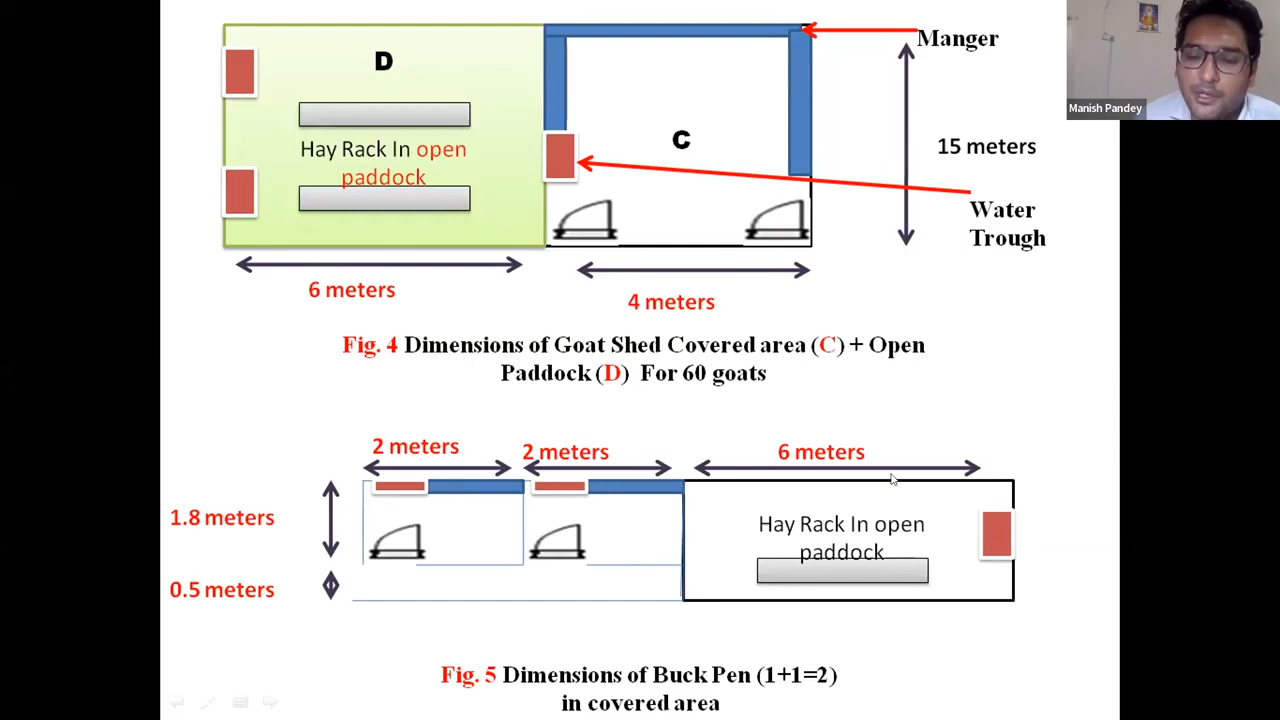 D
Manger
Manish Pandey
C
Hay Rack In open
paddock
15 meters
Water
Trough
6 meters
4 meters
Fig. 4 Dimensions of Goat Shed Covered area (C) + Open
Paddock (D) For 60 goats
2 meters
2 meters
6 meters
1.8 meters
Hay Rack In open
paddock
0.5 meters
Fig. 5 Dimensions of Buck Pen (1+1=2)
in covered area